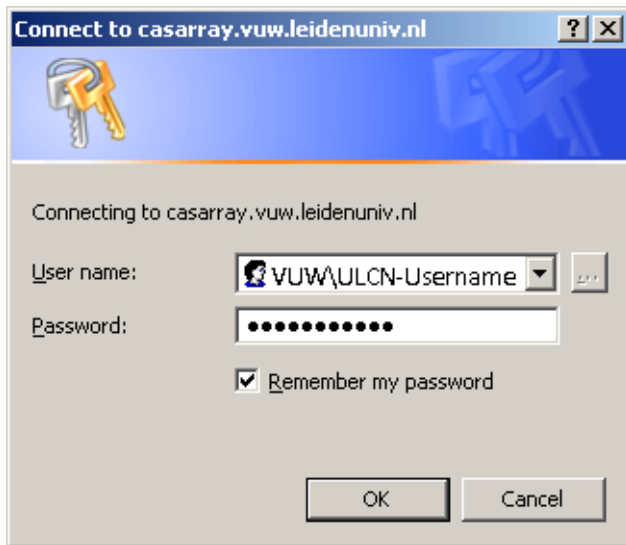 Connect to casarray.vuw.leidenuniv.nl
Connecting to casarray.vuw.leidenuniv.nl
User name: VUW\ULCN-Username ...
Password: ●●●●●●●●●●●
Remember my password
OK Cancel